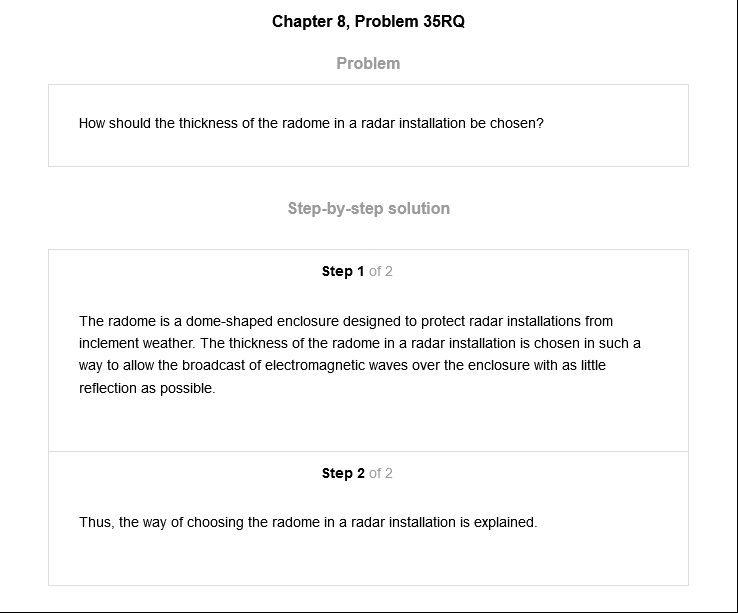 Chapter 8, Problem 35RQ
Problem
How should the thickness of the radome in a radar installation be chosen?
Step-by-step solution
Step 1 of 2
The radome is a dome-shaped enclosure designed to protect radar installations from
inclement weather. The thickness of the radome in a radar installation is chosen in such a
way to allow the broadcast of electromagnetic waves over the enclosure with as little
reflection as possible.
Step 2 of 2
Thus, the way of choosing the radome in a radar installation is explained.